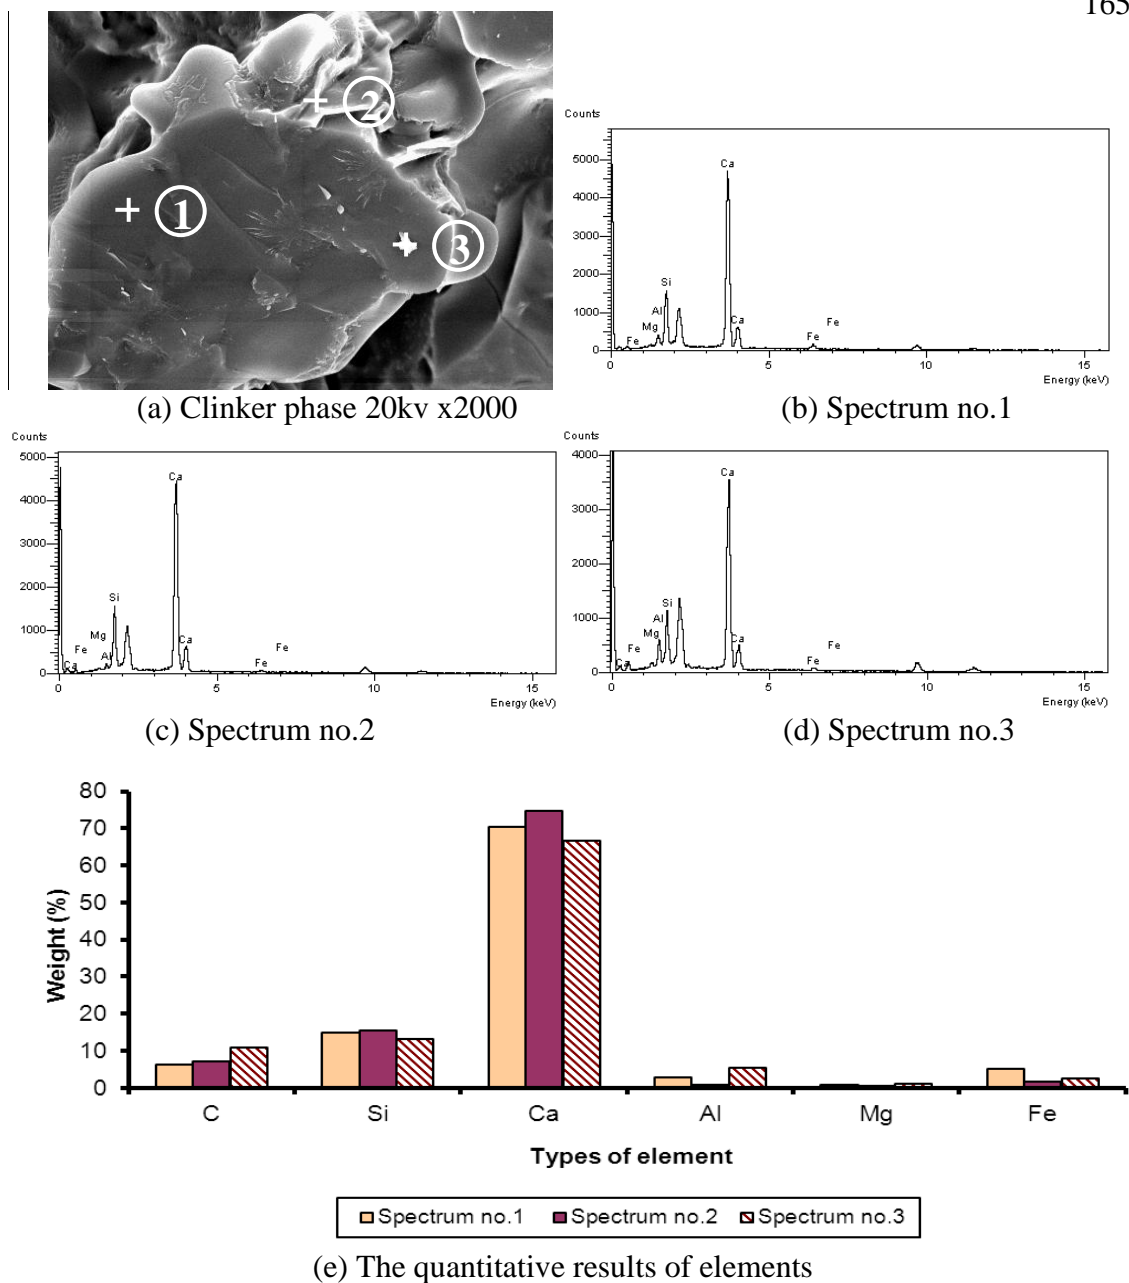 165
2
1
3
(a) Clinker phase 20kv x2000
Counts
5000
4000
3000
2000
1000
0
Ca
Si
Al
Mg
Fe
Ca
Fe
Fe
0 5 10 15
Energy (keV)
(b) Spectrum no.1
Counts
5000
4000
3000
2000
1000
0
Ca
Si
Mg
Fe
Al
Ca
Ca
Fe
Fe
0 5 10 15
Energy (keV)
(c) Spectrum no.2
Counts
4000
3000
2000
1000
0
Ca
Si
Al
Mg
Fe
Ca
Ca
Fe
Fe
0 5 10 15
Energy (keV)
(d) Spectrum no.3
80
70
60
50
40
30
20
10
0
Weight (%)
C Si Ca Al Mg Fe
Types of element
Spectrum no.1 Spectrum no.2 Spectrum no.3
(e) The quantitative results of elements